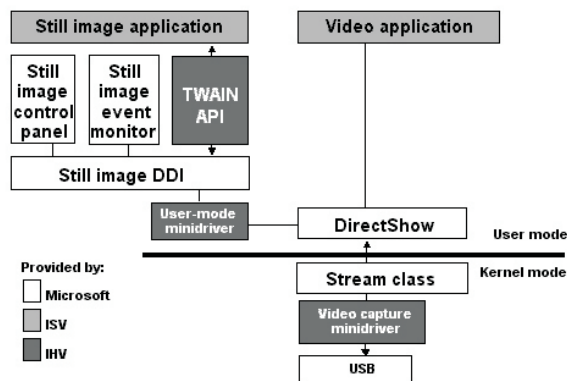 Still image application
Video application
Still
image
control
panel
Still
image
event
monitor
TWAIN
API
Still image DDI
User-mode
minidriver
DirectShow
User mode
Kernel mode
Stream class
Video capture
minidriver
USB
Provided by:
Microsoft
ISV
IHV